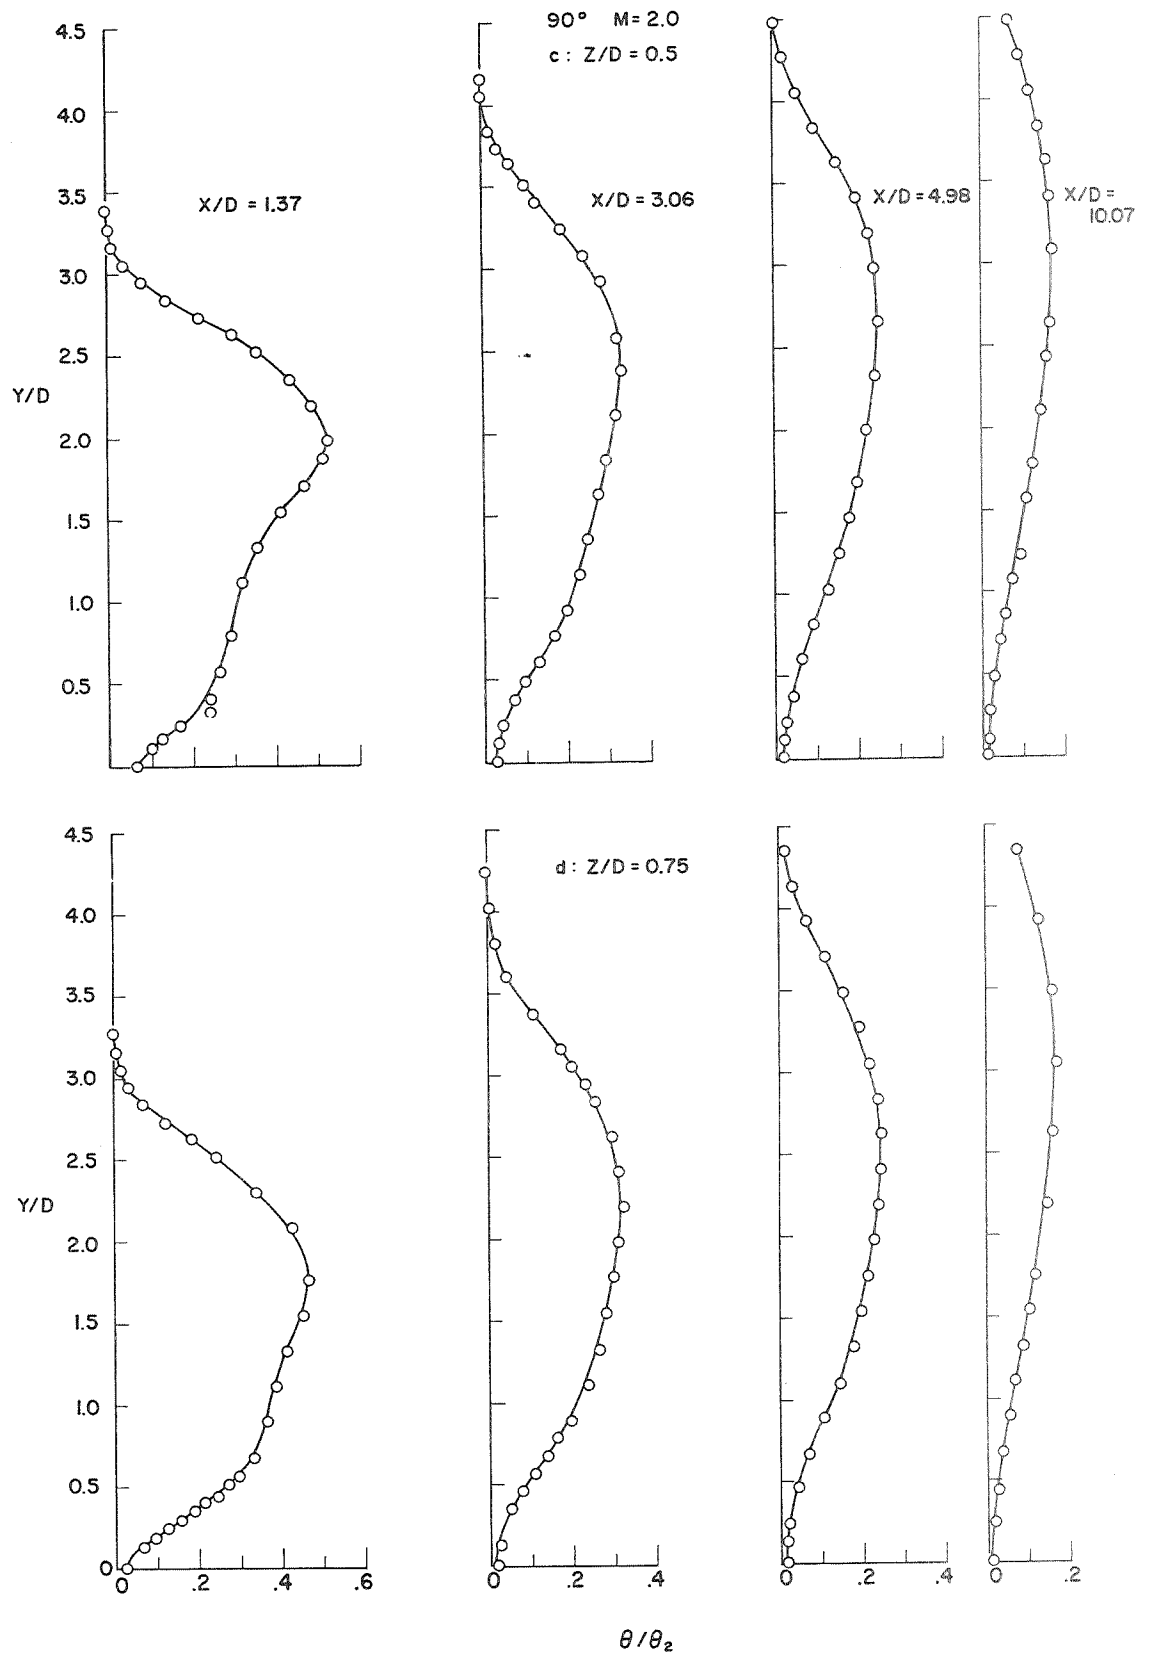 90° M= 2.0
c: Z/D = 0.5
4.5
4.0
3.5
3.0
2.5
2.0
1.5
1.0
0.5
Y/D
X/D = 1.37
X/D = 3.06
X/D = 4.98
X/D =
10.07
d: Z/D = 0.75
4.5
4.0
3.5
3.0
2.5
2.0
1.5
1.0
0.5
0
Y/D
0 .2 .4 .6
0 .2 .4
0 .2 .4
0 .2
θ/θ₂